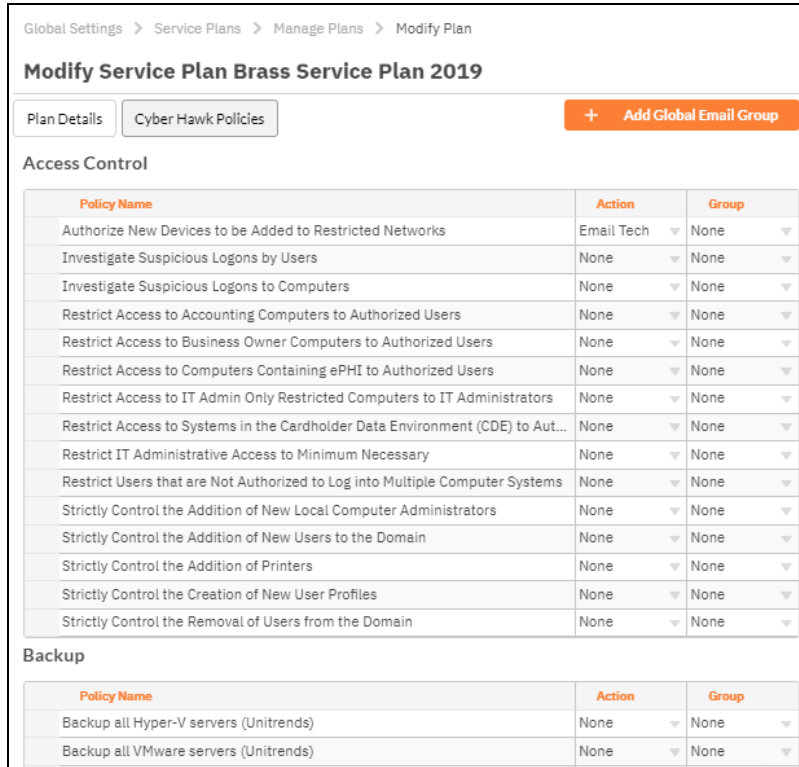 Global Settings > Service Plans > Manage Plans > Modify Plan
Modify Service Plan Brass Service Plan 2019
Plan Details Cyber Hawk Policies + Add Global Email Group
Access Control
Policy Name Action Group
Authorize New Devices to be Added to Restricted Networks Email Tech None
Investigate Suspicious Logons by Users None None
Investigate Suspicious Logons to Computers None None
Restrict Access to Accounting Computers to Authorized Users None None
Restrict Access to Business Owner Computers to Authorized Users None None
Restrict Access to Computers Containing ePHI to Authorized Users None None
Restrict Access to IT Admin Only Restricted Computers to IT Administrators None None
Restrict Access to Systems in the Cardholder Data Environment (CDE) to Aut... None None
Restrict IT Administrative Access to Minimum Necessary None None
Restrict Users that are Not Authorized to Log into Multiple Computer Systems None None
Strictly Control the Addition of New Local Computer Administrators None None
Strictly Control the Addition of New Users to the Domain None None
Strictly Control the Addition of Printers None None
Strictly Control the Creation of New User Profiles None None
Strictly Control the Removal of Users from the Domain None None
Backup
Policy Name Action Group
Backup all Hyper-V servers (Unitrends) None None
Backup all VMware servers (Unitrends) None None